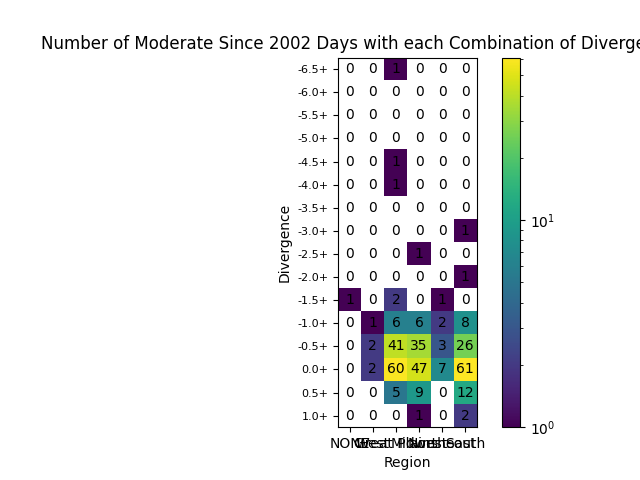 Number of Moderate Since 2002 Days with each Combination of Diverge
-6.5+ 0 0 1 0 0 0
-6.0+ 0 0 0 0 0 0
-5.5+ 0 0 0 0 0 0
-5.0+ 0 0 0 0 0 0
-4.5+ 0 0 1 0 0 0
-4.0+ 0 0 1 0 0 0
-3.5+ 0 0 0 0 0 0
-3.0+ 0 0 0 0 0 1
-2.5+ 0 0 0 1 0 0
-2.0+ 0 0 0 0 0 1
-1.5+ 1 0 2 0 1 0
-1.0+ 0 1 6 6 2 8
-0.5+ 0 2 41 35 3 26
0.0+ 0 2 60 47 7 61
0.5+ 0 0 5 9 0 12
1.0+ 0 0 0 1 0 2
Divergence
South
Region
10¹
10⁰